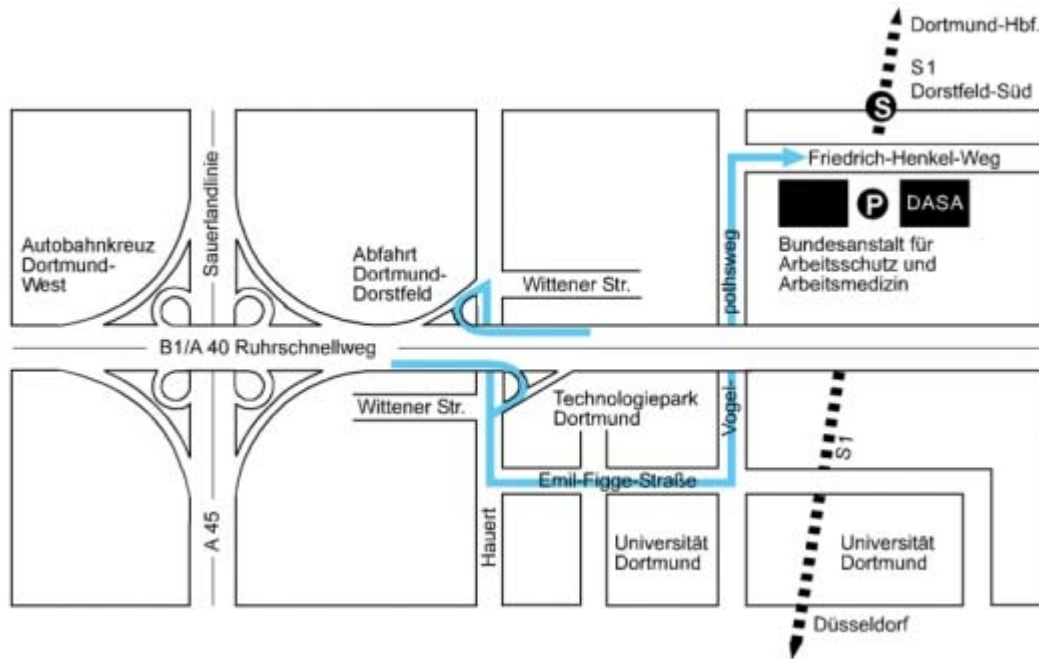 Dortmund-Hbf.
S 1
Dorstfeld-Süd
S
Friedrich-Henkel-Weg
P
DASA
Bundesanstalt für
Arbeitsschutz und
Arbeitsmedizin
Sauerlandlinie
Autobahnkreuz
Dortmund-
West
Abfahrt
Dortmund-
Dorstfeld
Wittener Str.
pothsweg
B1/A 40 Ruhrschnellweg
Wittener Str.
Technologiepark
Dortmund
Vogel-
S 1
Emil-Figge-Straße
A 45
Hauert
Universität
Dortmund
Universität
Dortmund
Düsseldorf